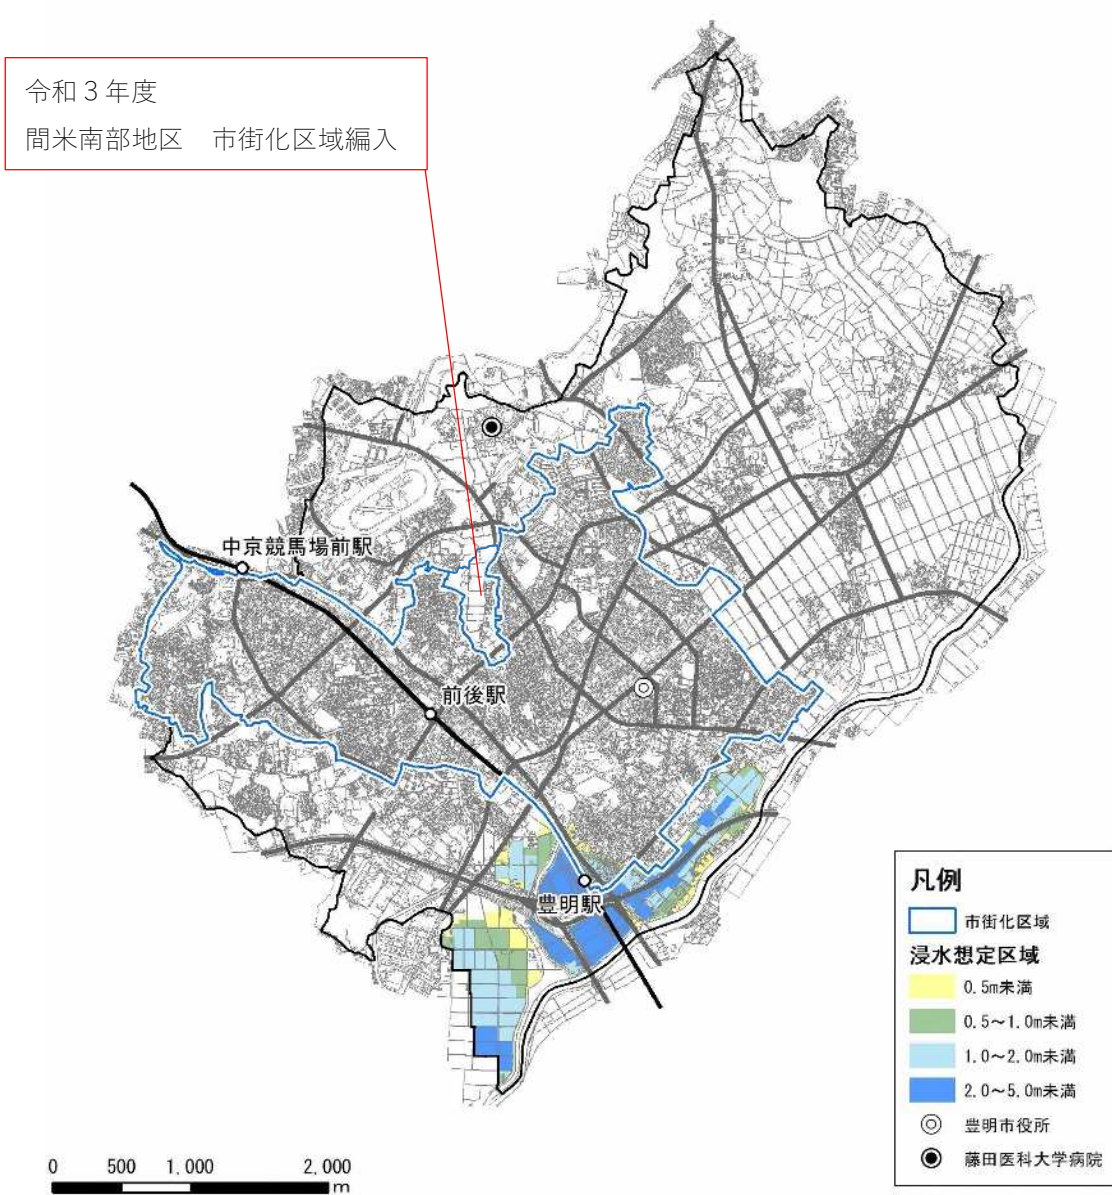 令和３年度
間米南部地区　市街化区域編入
中京競馬場前駅
前後駅
豊明駅
凡例
市街化区域
浸水想定区域
0.5m未満
0.5～1.0m未満
1.0～2.0m未満
2.0～5.0m未満
豊明市役所
藤田医科大学病院
0 500 1,000 2,000
m